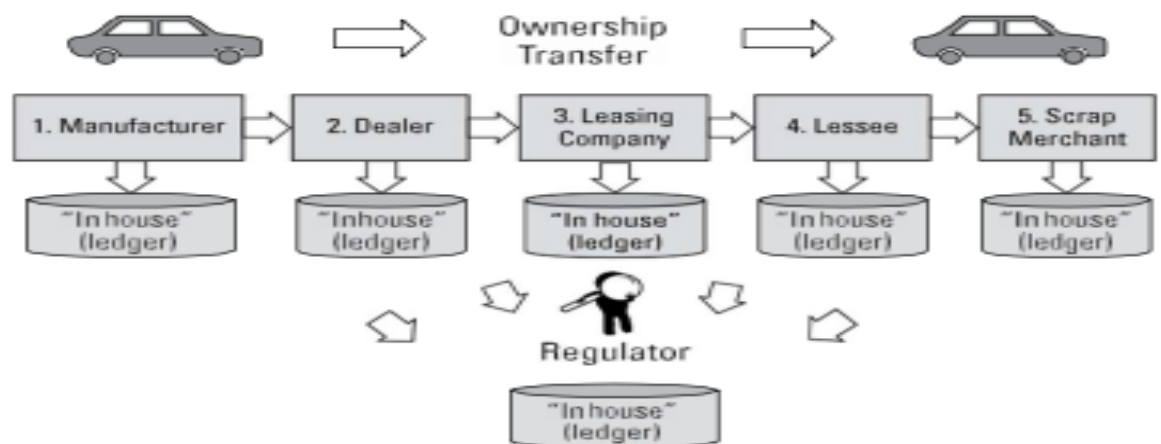 Ownership
Transfer
1. Manufacturer
2. Dealer
3. Leasing
Company
4. Lessee
5. Scrap
Merchant
"In house"
(ledger)
"Inhouse"
(ledger)
"In house"
(ledger)
"In house"
(ledger)
"In house"
(ledger)
Regulator
"In house"
(ledger)